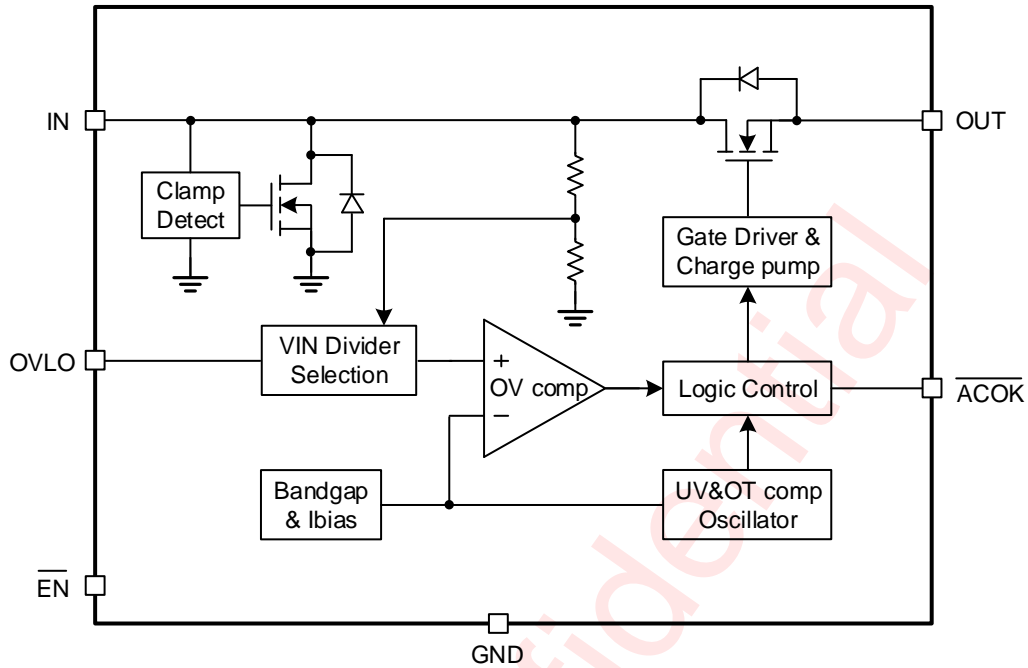 IN
OUT
Clamp
Detect
Gate Driver &
Charge pump
OVLO
VIN Divider
Selection
+
OV comp
−
Logic Control
ACOK
Bandgap
& Ibias
UV&OT comp
Oscillator
EN
GND